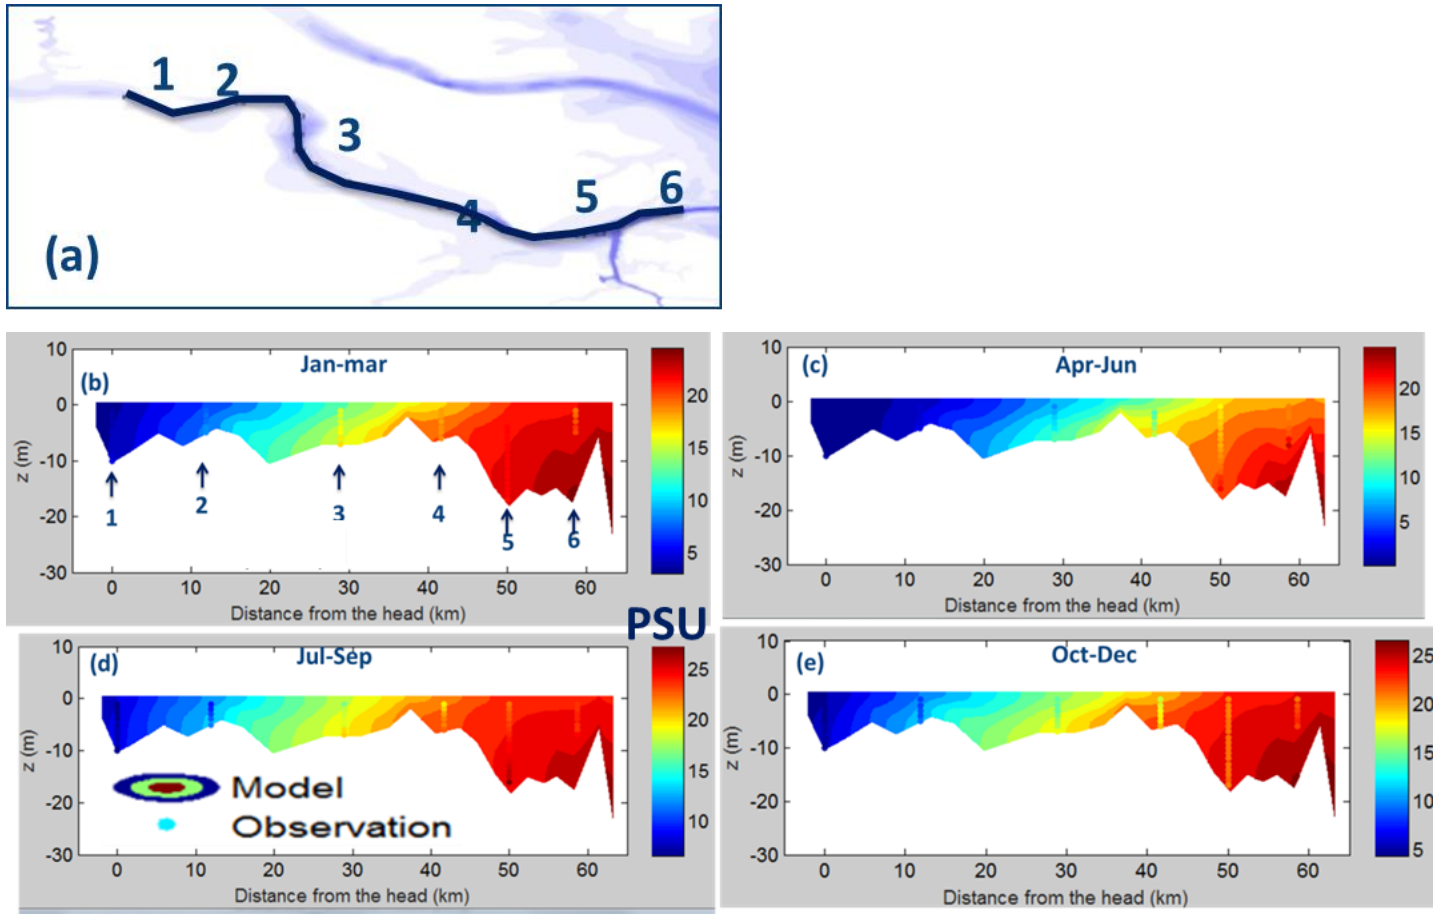 1
2
3
4
5
6
(a)
(b)
Jan-mar
10
0
-10
-20
-30
z (m)
1
2
3
4
5
6
0 10 20 30 40 50 60
Distance from the head (km)
20
15
10
5
(c)
Apr-Jun
10
0
-10
-20
-30
z (m)
0 10 20 30 40 50 60
Distance from the head (km)
20
15
10
5
PSU
(d)
Jul-Sep
10
0
-10
-20
-30
z (m)
Model
Observation
0 10 20 30 40 50 60
Distance from the head (km)
25
20
15
10
(e)
Oct-Dec
10
0
-10
-20
-30
z (m)
0 10 20 30 40 50 60
Distance from the head (km)
25
20
15
10
5